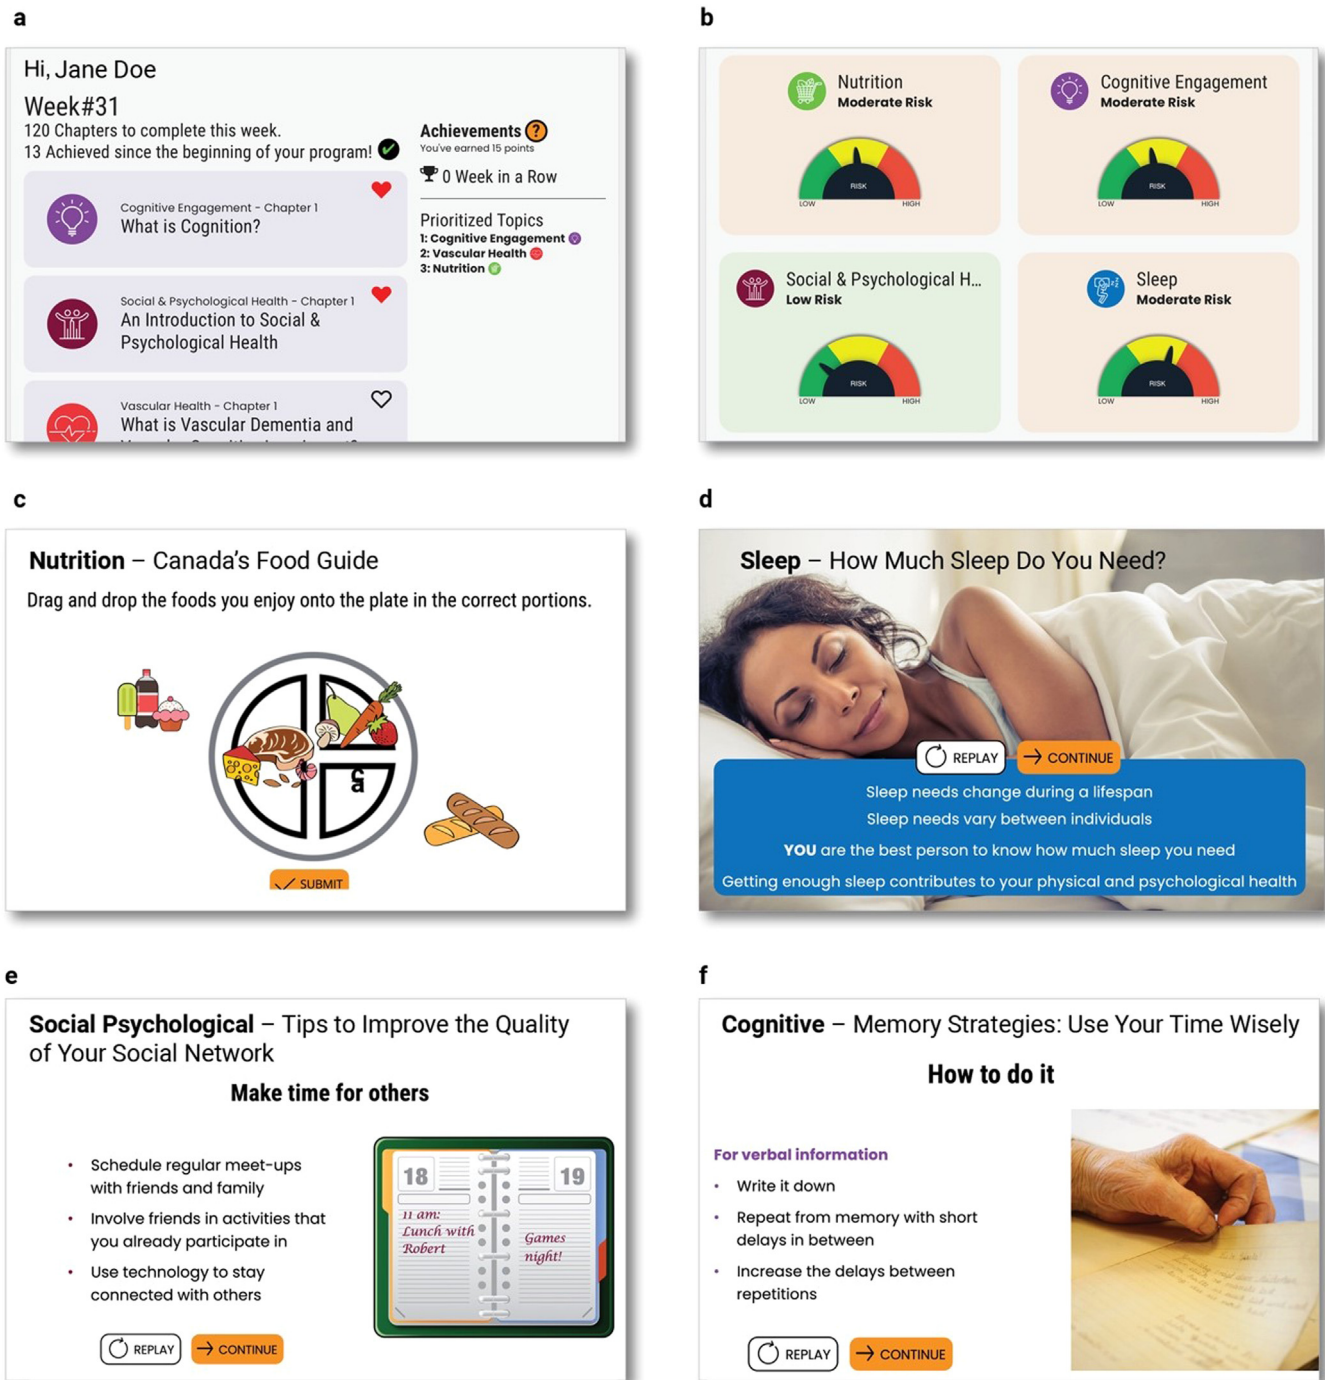 a
Hi, Jane Doe
Week#31
120 Chapters to complete this week.
13 Achieved since the beginning of your program!
Achievements ?
You've earned 15 points
0 Week in a Row
Prioritized Topics
1: Cognitive Engagement
2: Vascular Health
3: Nutrition
Cognitive Engagement - Chapter 1
What is Cognition?
Social & Psychological Health - Chapter 1
An Introduction to Social &
Psychological Health
Vascular Health - Chapter 1
What is Vascular Dementia and
b
Nutrition
Moderate Risk
RISK
LOW HIGH
Cognitive Engagement
Moderate Risk
RISK
LOW HIGH
Social & Psychological H...
Low Risk
RISK
LOW HIGH
Sleep
Moderate Risk
RISK
LOW HIGH
c
Nutrition – Canada's Food Guide
Drag and drop the foods you enjoy onto the plate in the correct portions.
SUBMIT
d
Sleep – How Much Sleep Do You Need?
REPLAY
CONTINUE
Sleep needs change during a lifespan
Sleep needs vary between individuals
YOU are the best person to know how much sleep you need
Getting enough sleep contributes to your physical and psychological health
e
Social Psychological – Tips to Improve the Quality
of Your Social Network
Make time for others
• Schedule regular meet-ups
with friends and family
• Involve friends in activities that
you already participate in
• Use technology to stay
connected with others
18
11 am:
Lunch with
Robert
19
Games
night!
REPLAY
CONTINUE
f
Cognitive – Memory Strategies: Use Your Time Wisely
How to do it
For verbal information
• Write it down
• Repeat from memory with short
delays in between
• Increase the delays between
repetitions
REPLAY
CONTINUE